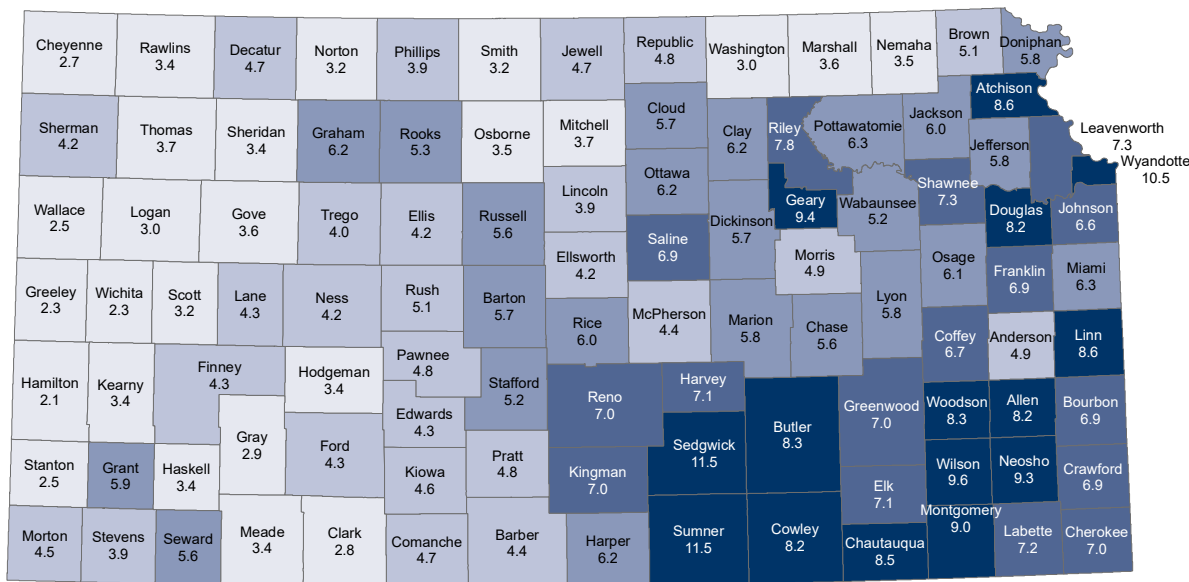 Cheyenne
2.7
Rawlins
3.4
Decatur
4.7
Norton
3.2
Phillips
3.9
Smith
3.2
Jewell
4.7
Republic
4.8
Washington
3.0
Marshall
3.6
Nemaha
3.5
Brown
5.1
Doniphan
5.8
Atchison
8.6
Sherman
4.2
Thomas
3.7
Sheridan
3.4
Graham
6.2
Rooks
5.3
Osborne
3.5
Mitchell
3.7
Cloud
5.7
Clay
6.2
Riley
7.8
Pottawatomie
6.3
Jackson
6.0
Jefferson
5.8
Leavenworth
7.3
Wyandotte
10.5
Lincoln
3.9
Ottawa
6.2
Wallace
2.5
Logan
3.0
Gove
3.6
Trego
4.0
Ellis
4.2
Russell
5.6
Ellsworth
4.2
Saline
6.9
Dickinson
5.7
Geary
9.4
Wabaunsee
5.2
Shawnee
7.3
Douglas
8.2
Johnson
6.6
Morris
4.9
Osage
6.1
Franklin
6.9
Miami
6.3
Greeley
2.3
Wichita
2.3
Scott
3.2
Lane
4.3
Ness
4.2
Rush
5.1
Barton
5.7
Rice
6.0
McPherson
4.4
Marion
5.8
Chase
5.6
Lyon
5.8
Coffey
6.7
Anderson
4.9
Linn
8.6
Hamilton
2.1
Kearny
3.4
Finney
4.3
Hodgeman
3.4
Pawnee
4.8
Stafford
5.2
Edwards
4.3
Reno
7.0
Harvey
7.1
Butler
8.3
Greenwood
7.0
Woodson
8.3
Allen
8.2
Bourbon
6.9
Gray
2.9
Ford
4.3
Kiowa
4.6
Pratt
4.8
Kingman
7.0
Sedgwick
11.5
Elk
7.1
Wilson
9.6
Neosho
9.3
Crawford
6.9
Stanton
2.5
Grant
5.9
Haskell
3.4
Morton
4.5
Stevens
3.9
Seward
5.6
Meade
3.4
Clark
2.8
Comanche
4.7
Barber
4.4
Harper
6.2
Sumner
11.5
Cowley
8.2
Chautauqua
8.5
Montgomery
9.0
Labette
7.2
Cherokee
7.0